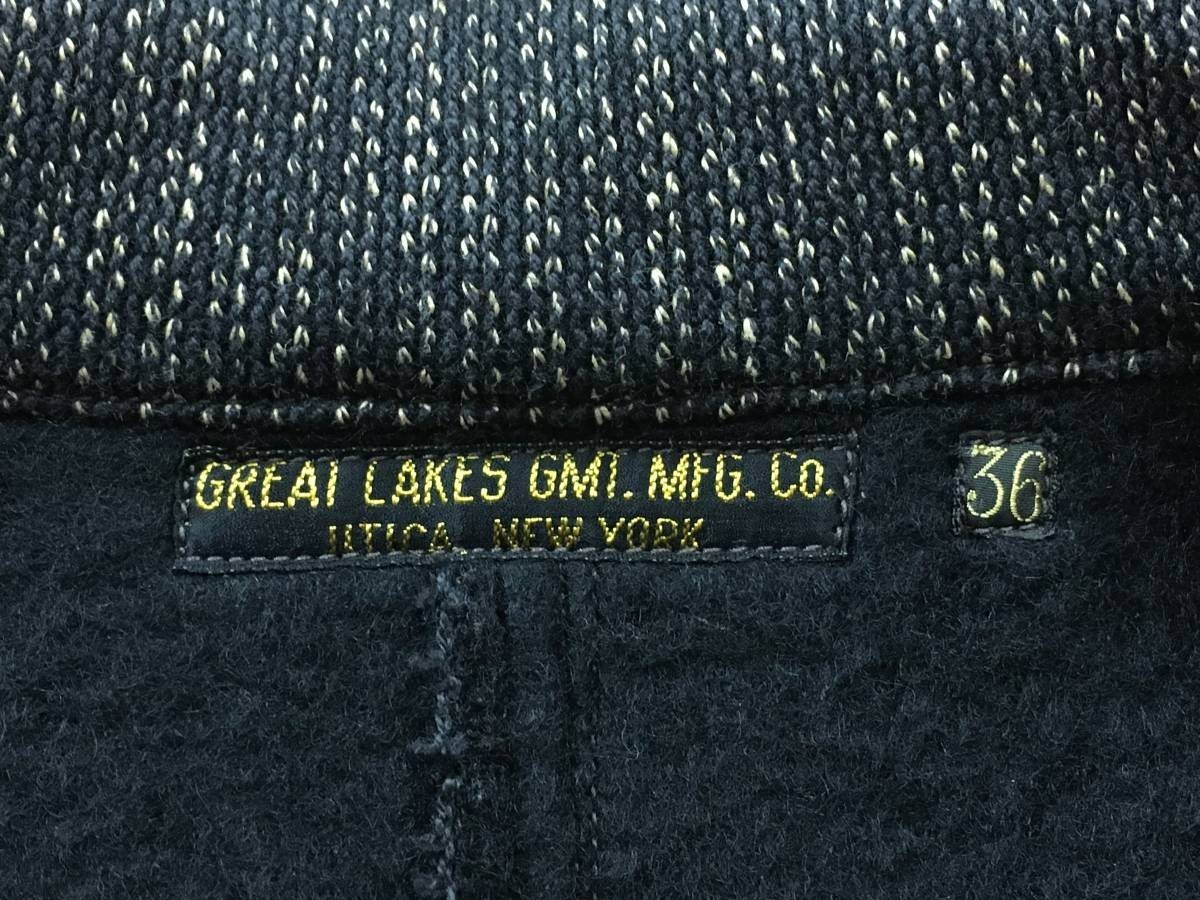 GREAT LAKES GMT. MFG. Co.
UTICA, NEW YORK
36